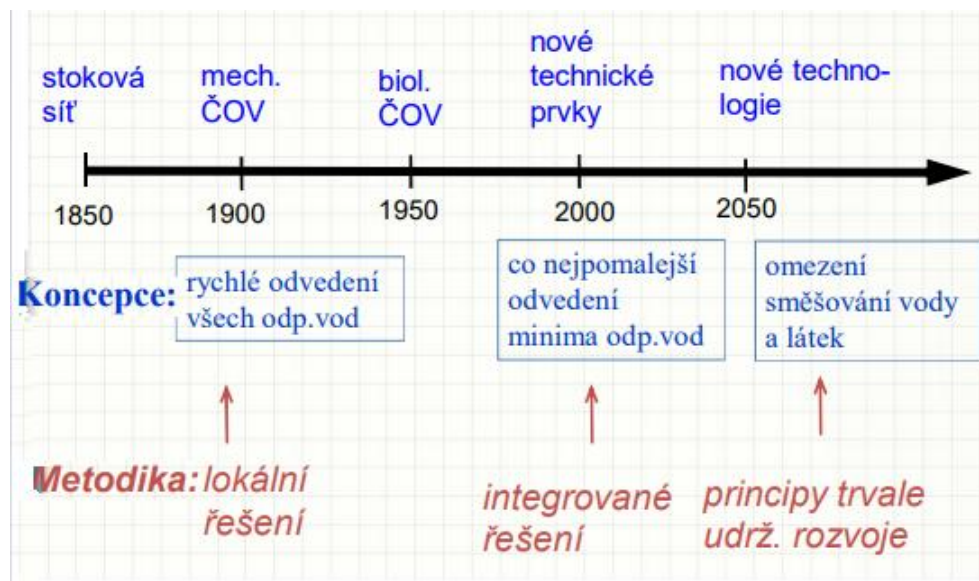 stoková
síť
mech.
ČOV
biol.
ČOV
nové
technické
prvky
nové techno-
logie
1850
1900
1950
2000
2050
Koncepce:
rychlé odvedení
všech odp.vod
co nejpomalejší
odvedení
minima odp.vod
omezení
směšování vody
a látek
Metodika: lokální
řešení
integrované
řešení
principy trvale
udrž. rozvoje